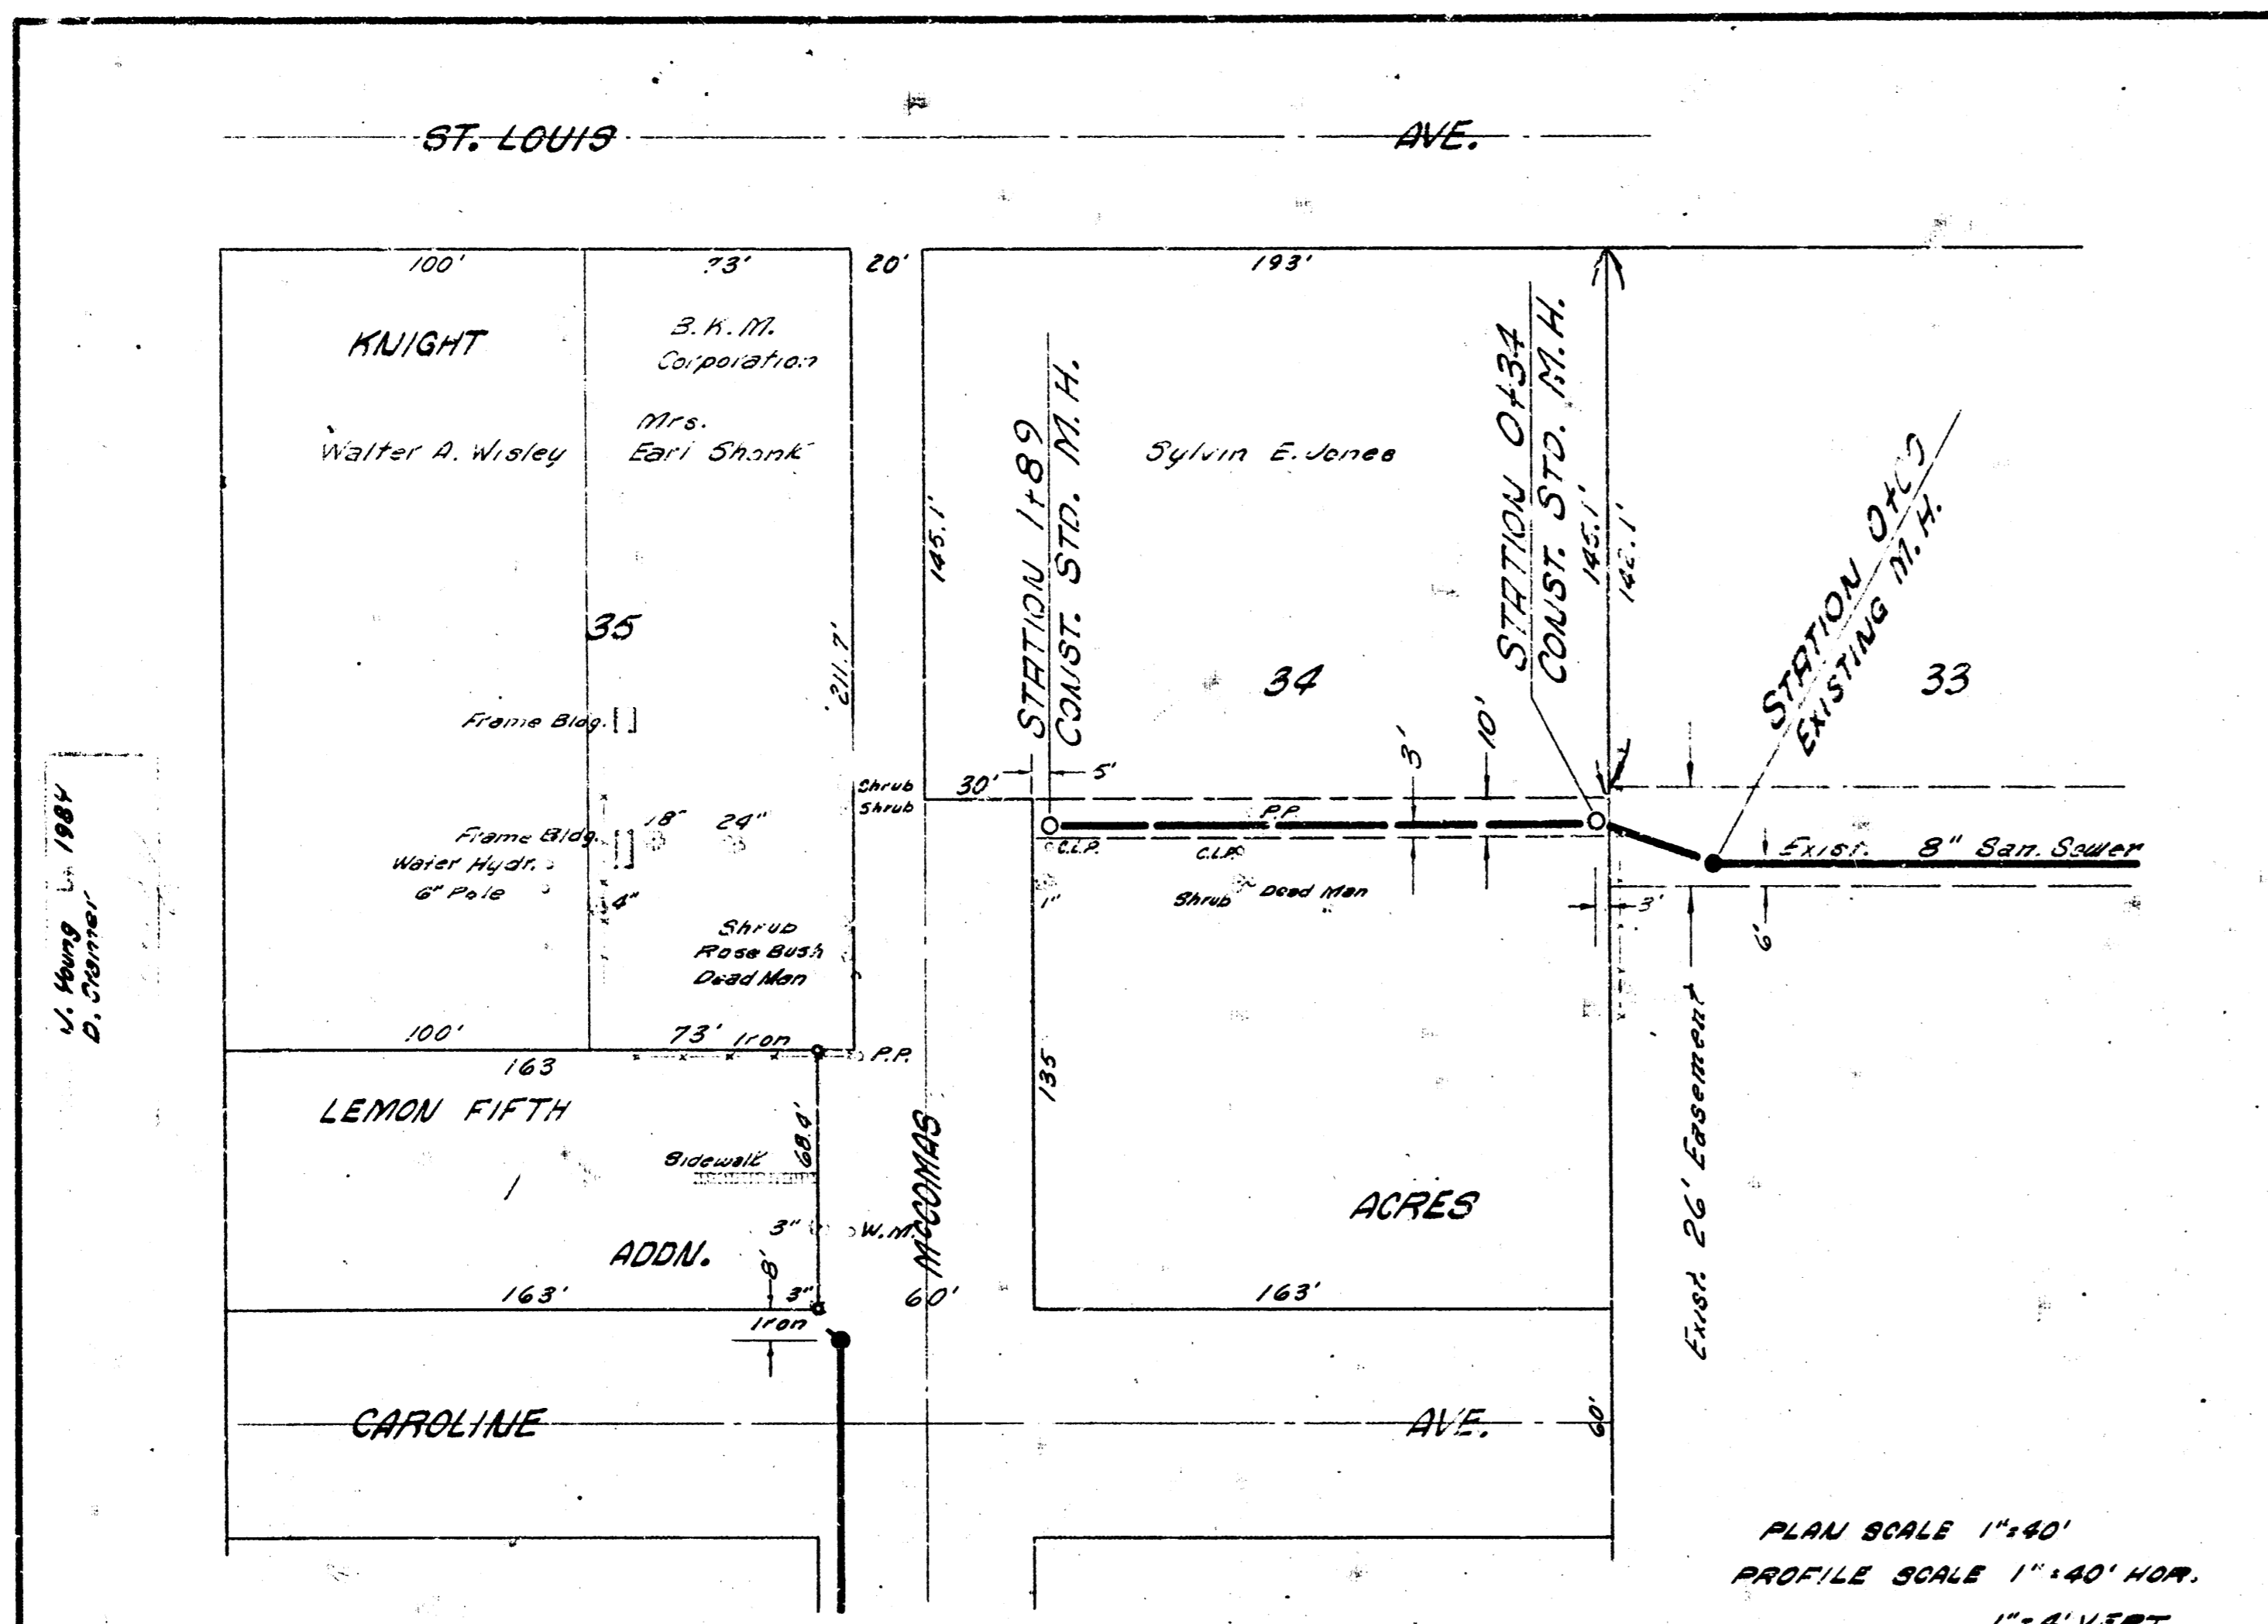 ST. LOUIS AVE.
100'
73'
20'
193'
KNIGHT
B.K.M.
Corporation
Mrs.
Walter A. Wisley
Earl Shank
Sylvin E. Jones
STATION 1+89
CONST. STD. M.H.
STATION 0+34
CONST. STD. M.H.
145.1'
145.1'
142.1'
211.7'
STATION
EXISTING M.H.
35
34
33
Frame Bldg.
Shrub
Shrub
30'
5'
3'
10'
P.P.
Frame Bldg.
18"
24"
Water Hydr.
6" Pole
4"
C.L.P.
C.L.P.
1"
Shrub
Dead Man
Exist. 8" San. Sewer
3'
6'
Shrub
Rose Bush
Dead Man
1984
J. Young
100'
73'
Iron
P.P.
163
135
LEMON FIFTH
68.4'
Sidewalk
1
MCCOMAS
ACRES
Exist. 26' Easement
3"
W.M.
ADDN.
8'
163'
3"
60'
163'
Iron
CAROLINE AVE.
60'
PLAN SCALE 1"=40'
PROFILE SCALE 1"=40' HOR.
1"=4' VERT.